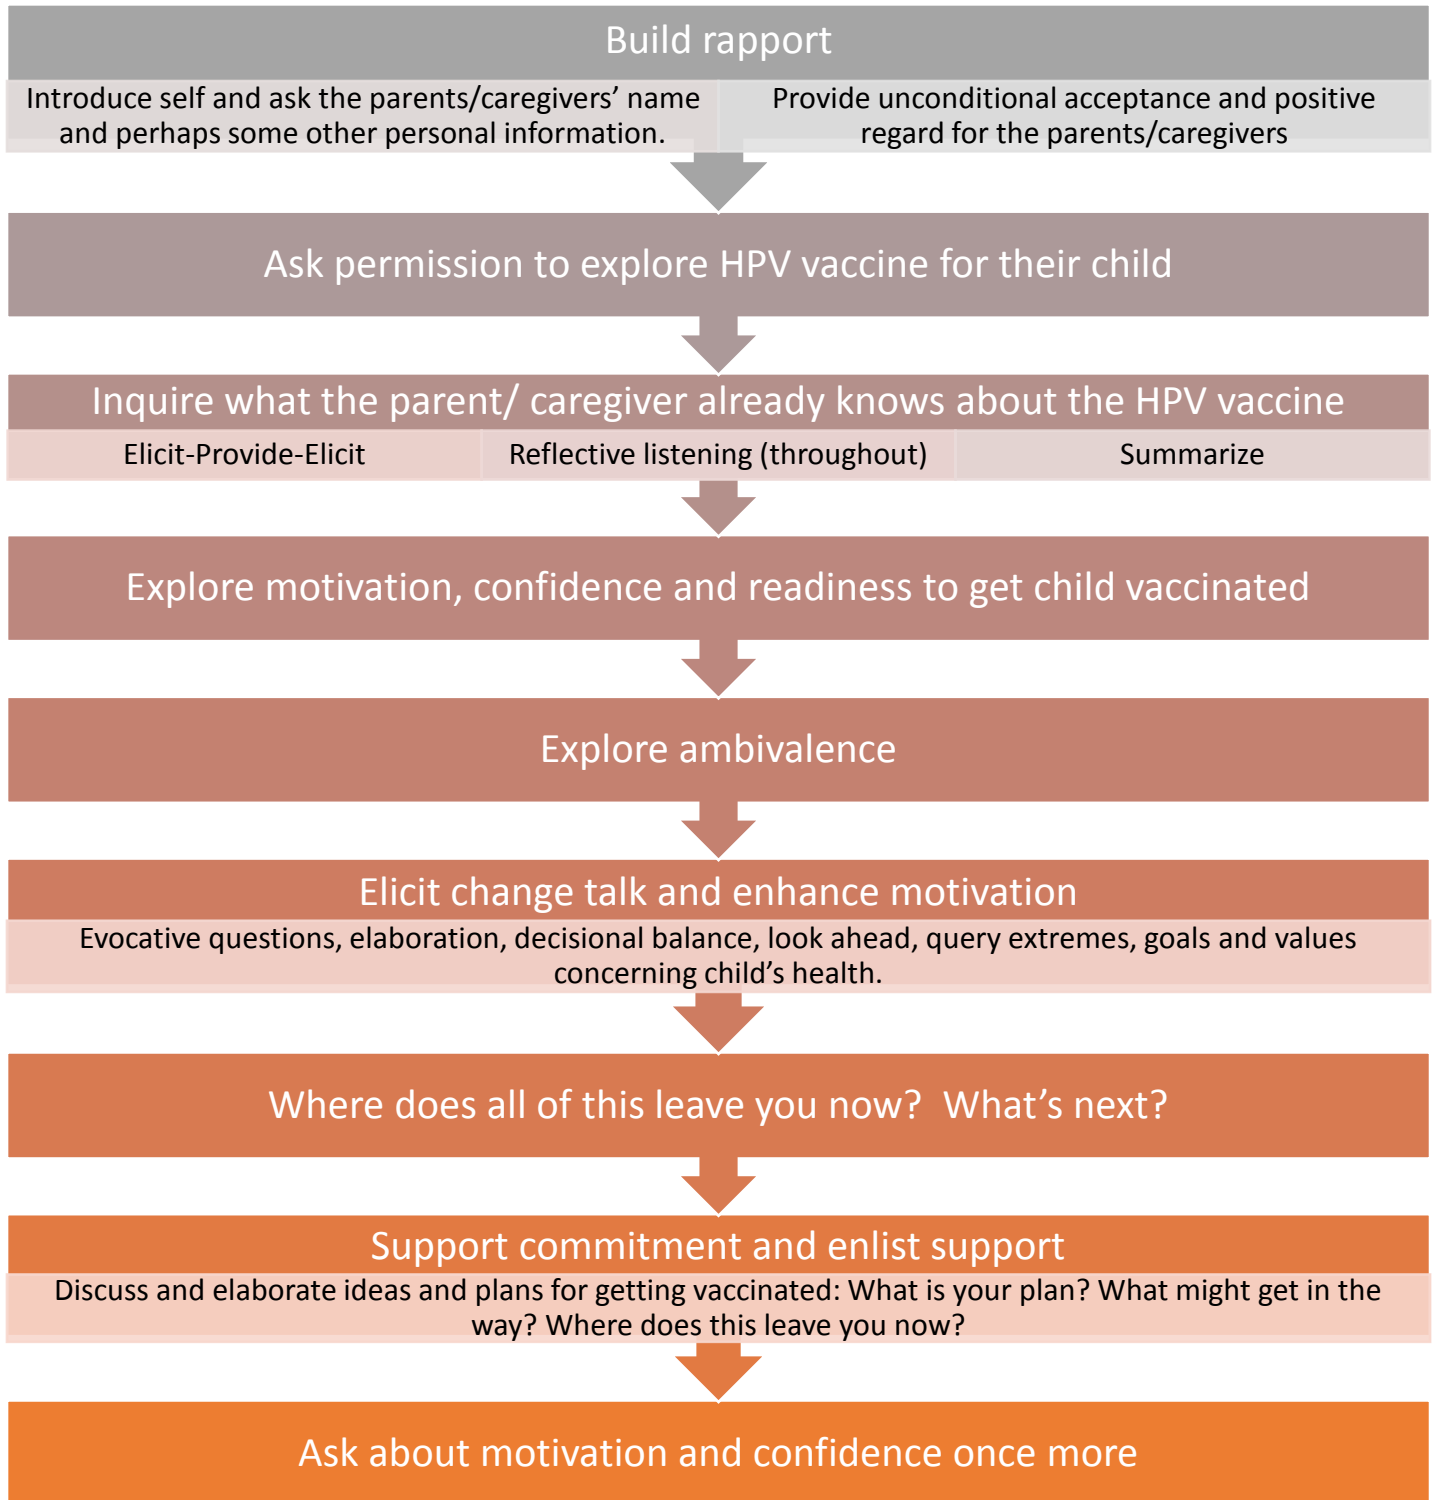 Build rapport
Introduce self and ask the parents/caregivers’ name
and perhaps some other personal information.
Provide unconditional acceptance and positive
regard for the parents/caregivers
Ask permission to explore HPV vaccine for their child
Inquire what the parent/ caregiver already knows about the HPV vaccine
Elicit-Provide-Elicit
Reflective listening (throughout)
Summarize
Explore motivation, confidence and readiness to get child vaccinated
Explore ambivalence
Elicit change talk and enhance motivation
Evocative questions, elaboration, decisional balance, look ahead, query extremes, goals and values
concerning child’s health.
Where does all of this leave you now?  What’s next?
Support commitment and enlist support
Discuss and elaborate ideas and plans for getting vaccinated: What is your plan? What might get in the
way? Where does this leave you now?
Ask about motivation and confidence once more